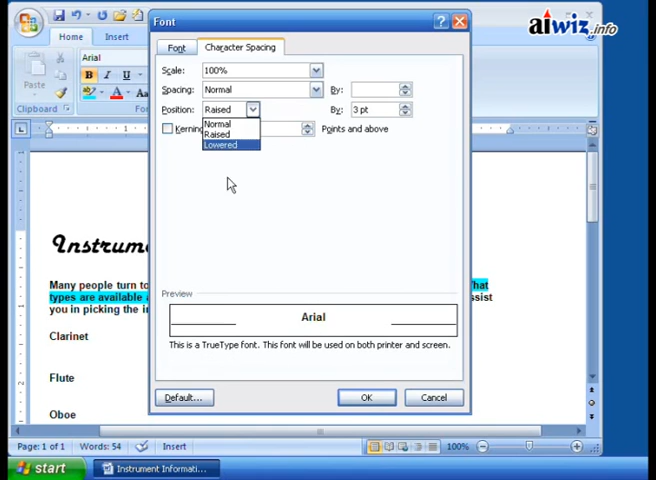 Font
aiwiz.info
Home Insert
Font Character Spacing
Arial
Scale: 100%
Paste
B I U
Spacing: Normal By:
Clipboard
Position: Raised By: 3 pt
Normal
Kerning Points and above
Raised
Lowered
Instrum
Many people turn to hat
types are available a sist
you in picking the in
Preview
Arial
Clarinet
This is a TrueType font. This font will be used on both printer and screen.
Flute
Default... OK Cancel
Oboe
Page: 1 of 1 Words: 54 Insert 100%
start Instrument Informati...